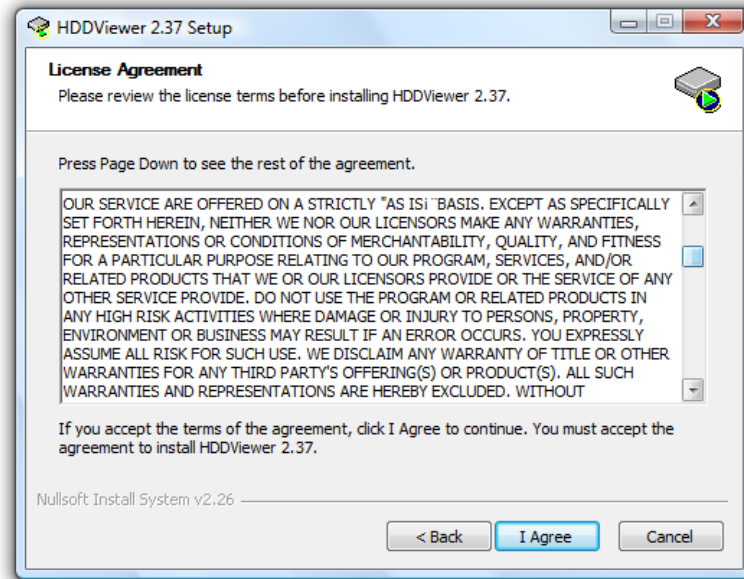 HDDViewer 2.37 Setup
License Agreement
Please review the license terms before installing HDDViewer 2.37.
Press Page Down to see the rest of the agreement.
OUR SERVICE ARE OFFERED ON A STRICTLY "AS ISi ¨BASIS. EXCEPT AS SPECIFICALLY
SET FORTH HEREIN, NEITHER WE NOR OUR LICENSORS MAKE ANY WARRANTIES,
REPRESENTATIONS OR CONDITIONS OF MERCHANTABILITY, QUALITY, AND FITNESS
FOR A PARTICULAR PURPOSE RELATING TO OUR PROGRAM, SERVICES, AND/OR
RELATED PRODUCTS THAT WE OR OUR LICENSORS PROVIDE OR THE SERVICE OF ANY
OTHER SERVICE PROVIDE. DO NOT USE THE PROGRAM OR RELATED PRODUCTS IN
ANY HIGH RISK ACTIVITIES WHERE DAMAGE OR INJURY TO PERSONS, PROPERTY,
ENVIRONMENT OR BUSINESS MAY RESULT IF AN ERROR OCCURS. YOU EXPRESSLY
ASSUME ALL RISK FOR SUCH USE. WE DISCLAIM ANY WARRANTY OF TITLE OR OTHER
WARRANTIES FOR ANY THIRD PARTY'S OFFERING(S) OR PRODUCT(S). ALL SUCH
WARRANTIES AND REPRESENTATIONS ARE HEREBY EXCLUDED. WITHOUT
If you accept the terms of the agreement, click I Agree to continue. You must accept the
agreement to install HDDViewer 2.37.
Nullsoft Install System v2.26
< Back
I Agree
Cancel